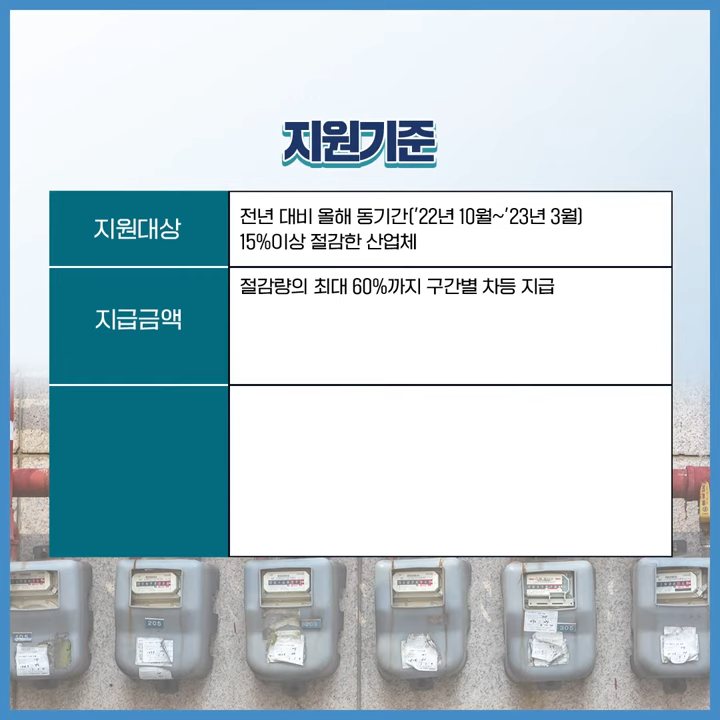 지원기준
지원대상
전년 대비 올해 동기간('22년 10월~'23년 3월)
15%이상 절감한 산업체
지급금액
절감량의 최대 60%까지 구간별 차등 지급
205